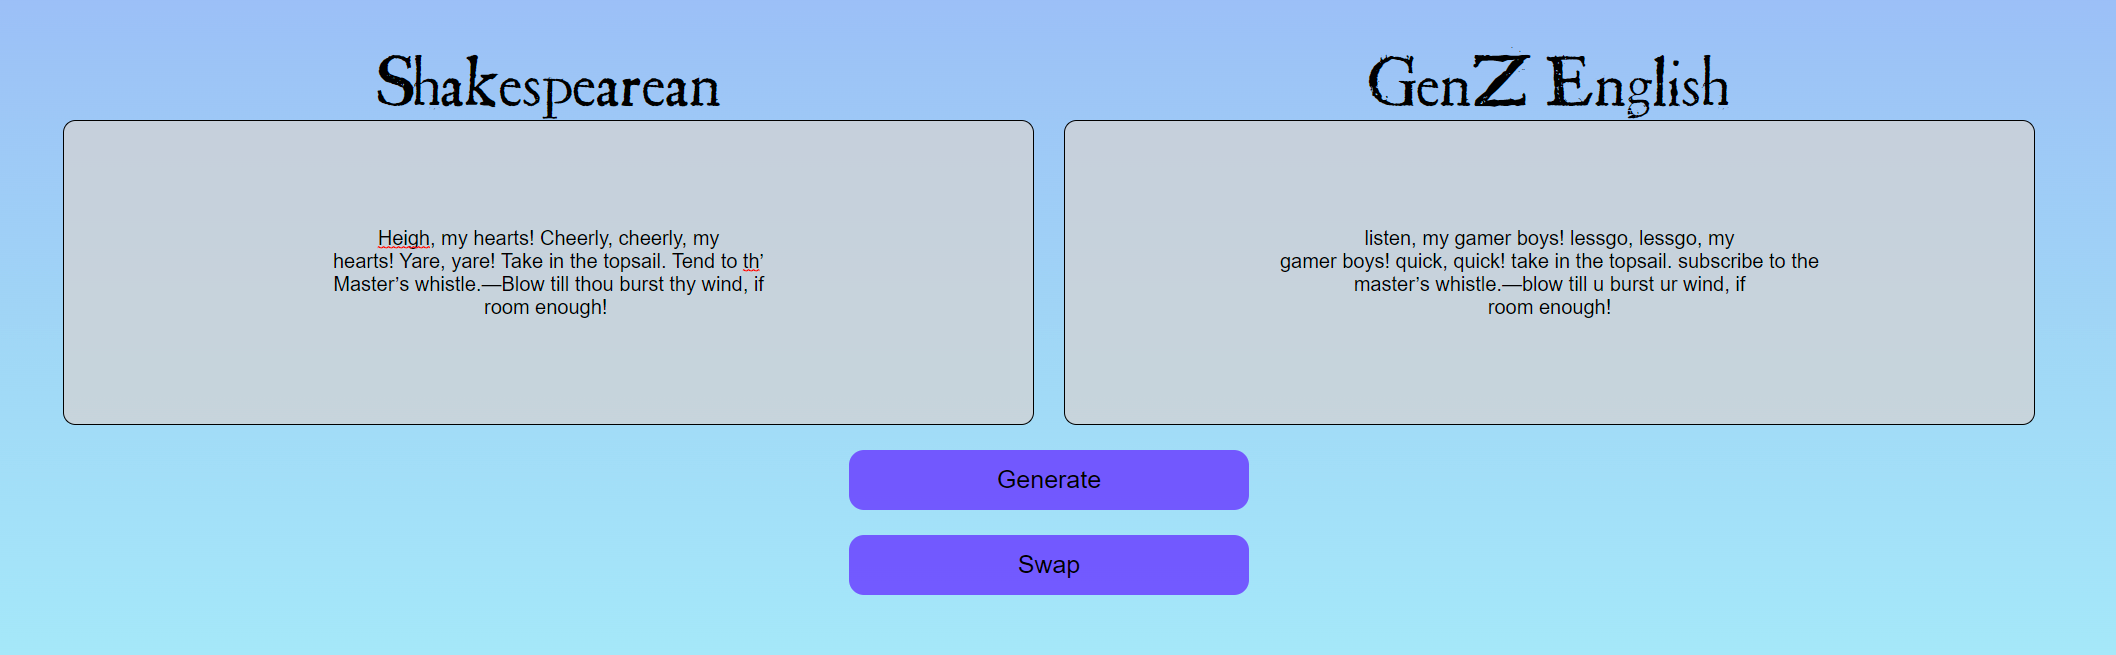 Shakespearean
Heigh, my hearts! Cheerly, cheerly, my
hearts! Yare, yare! Take in the topsail. Tend to th’
Master’s whistle.—Blow till thou burst thy wind, if
room enough!
GenZ English
listen, my gamer boys! lessgo, lessgo, my
gamer boys! quick, quick! take in the topsail. subscribe to the
master’s whistle.—blow till u burst ur wind, if
room enough!
Generate
Swap